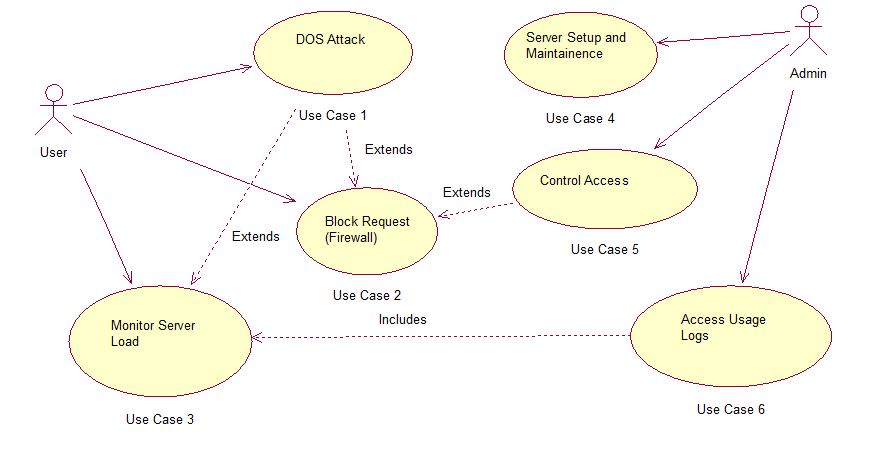 DOS Attack
Use Case 1
Server Setup and
Maintainence
Use Case 4
Admin
User
Extends
Control Access
Use Case 5
Extends
Block Request
(Firewall)
Use Case 2
Extends
Monitor Server
Load
Use Case 3
Includes
Access Usage
Logs
Use Case 6